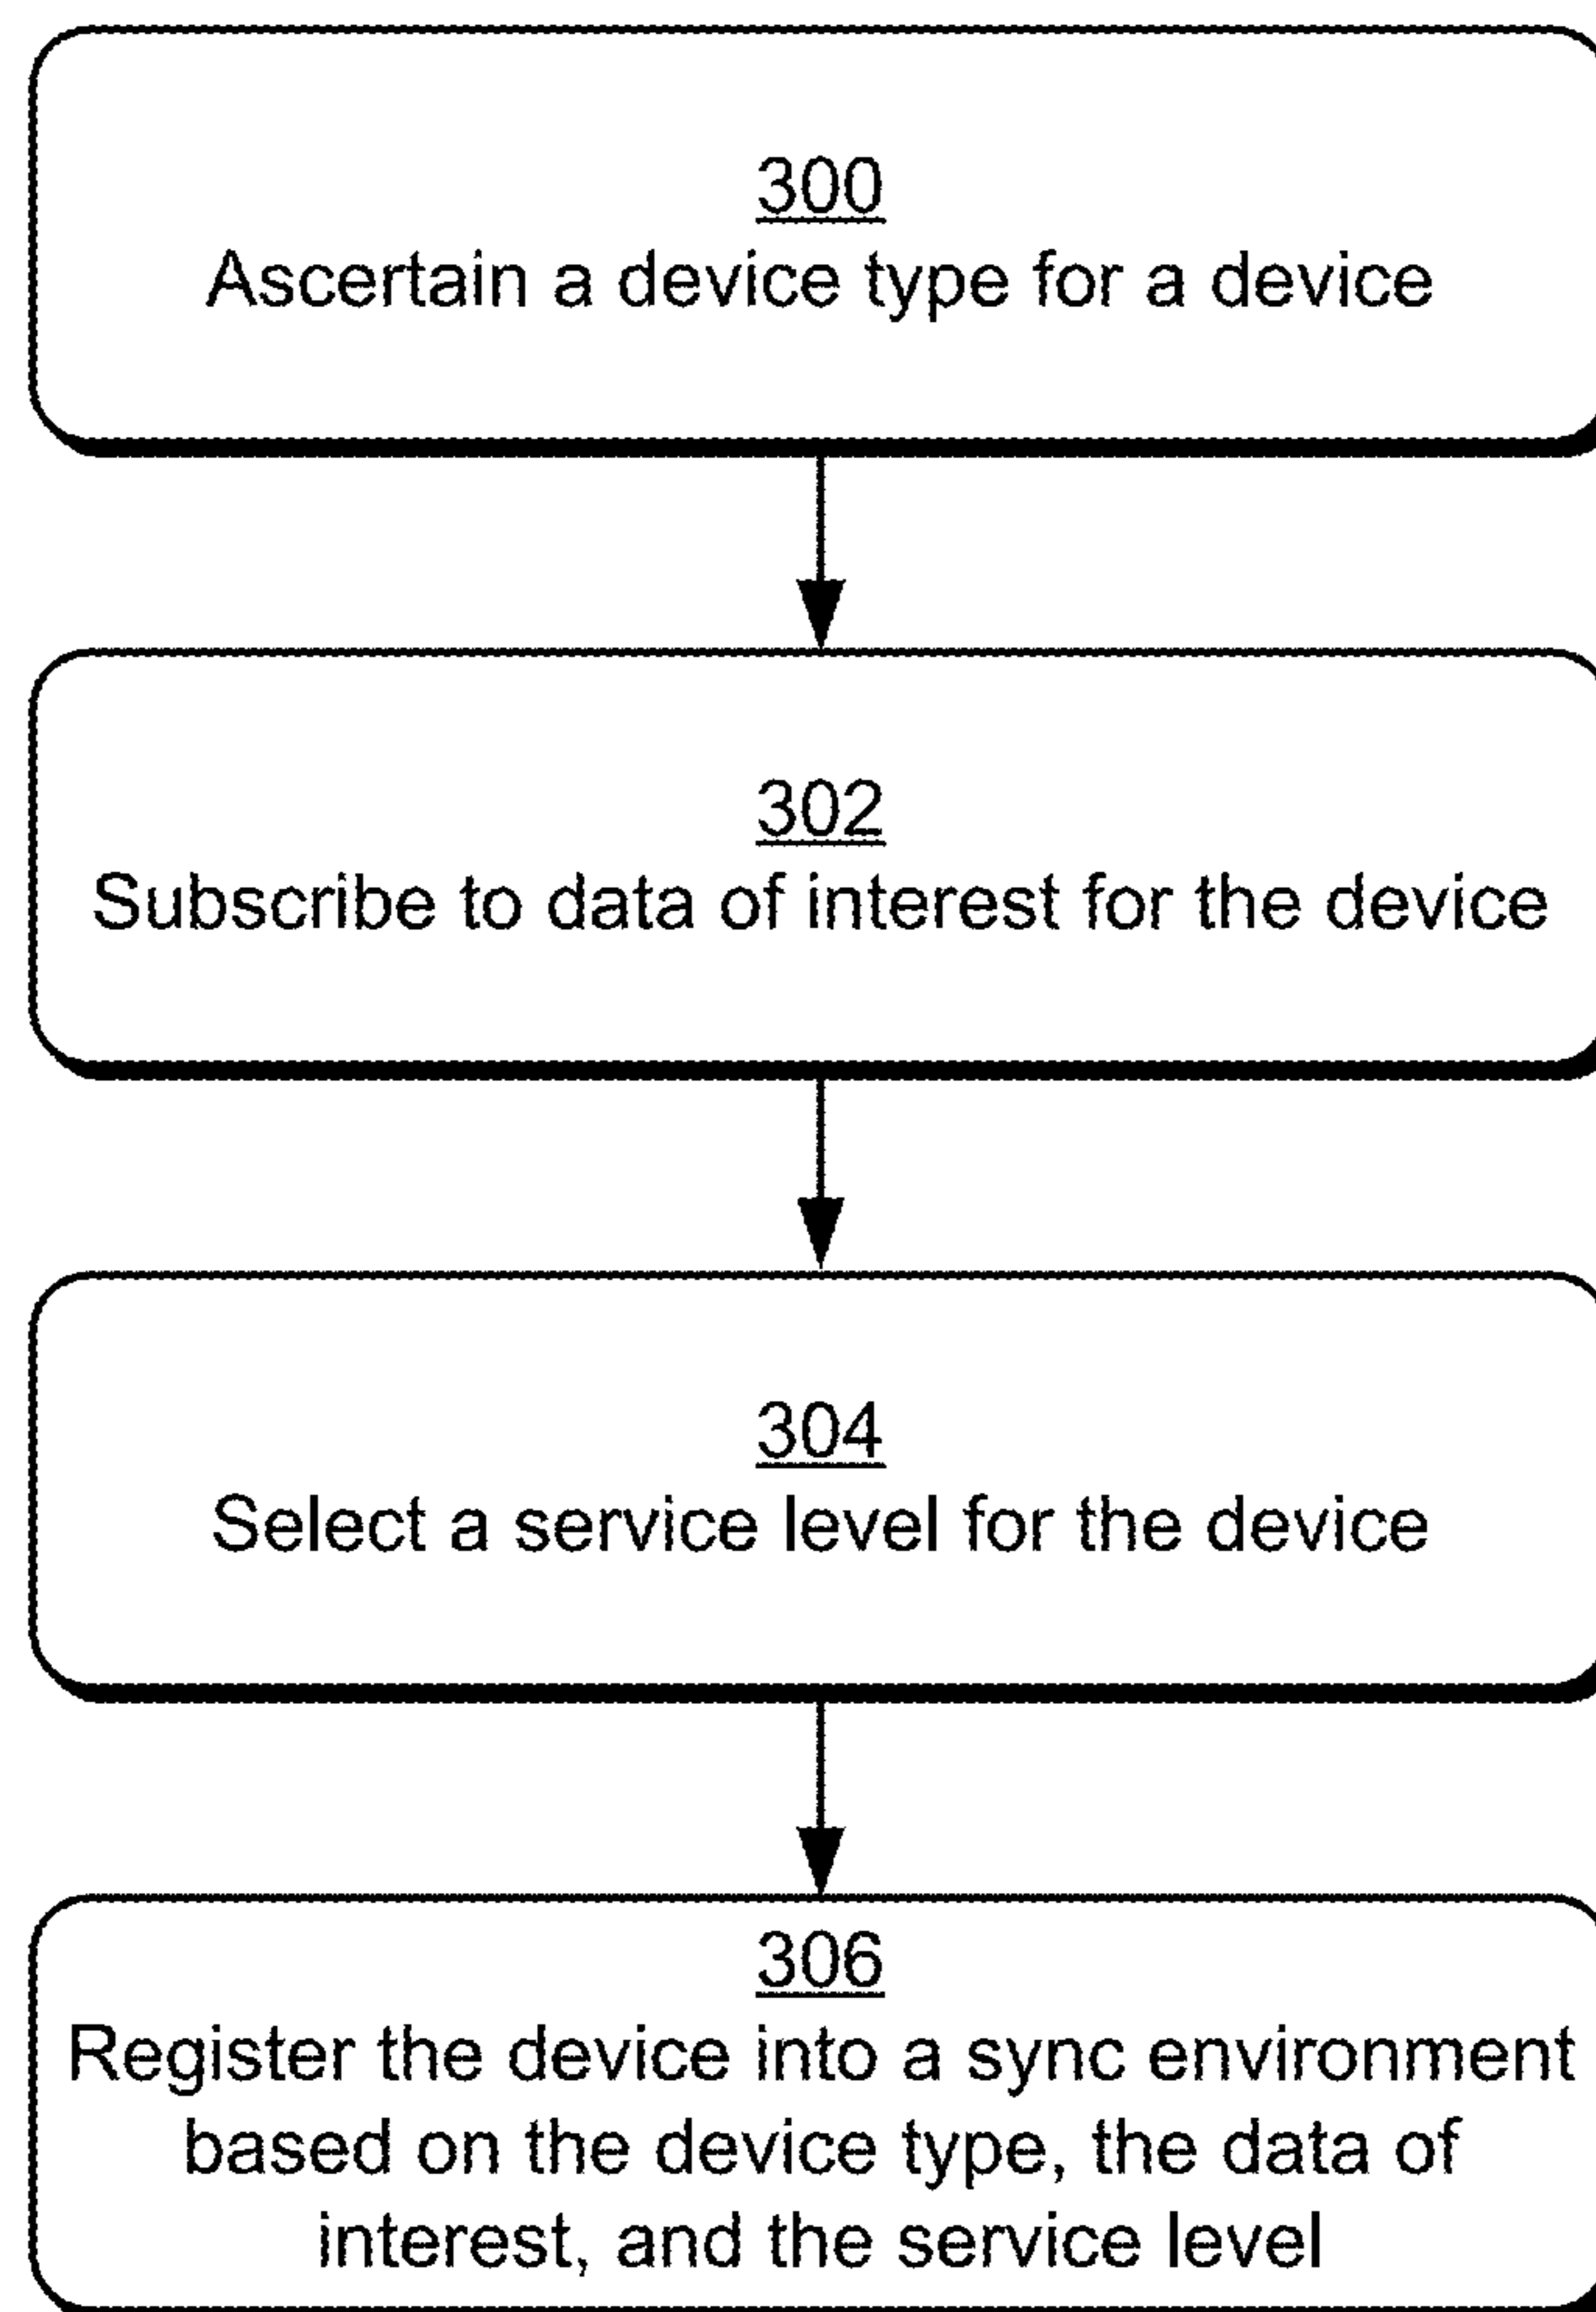 300
Ascertain a device type for a device
302
Subscribe to data of interest for the device
304
Select a service level for the device
306
Register the device into a sync environment
based on the device type, the data of
interest, and the service level